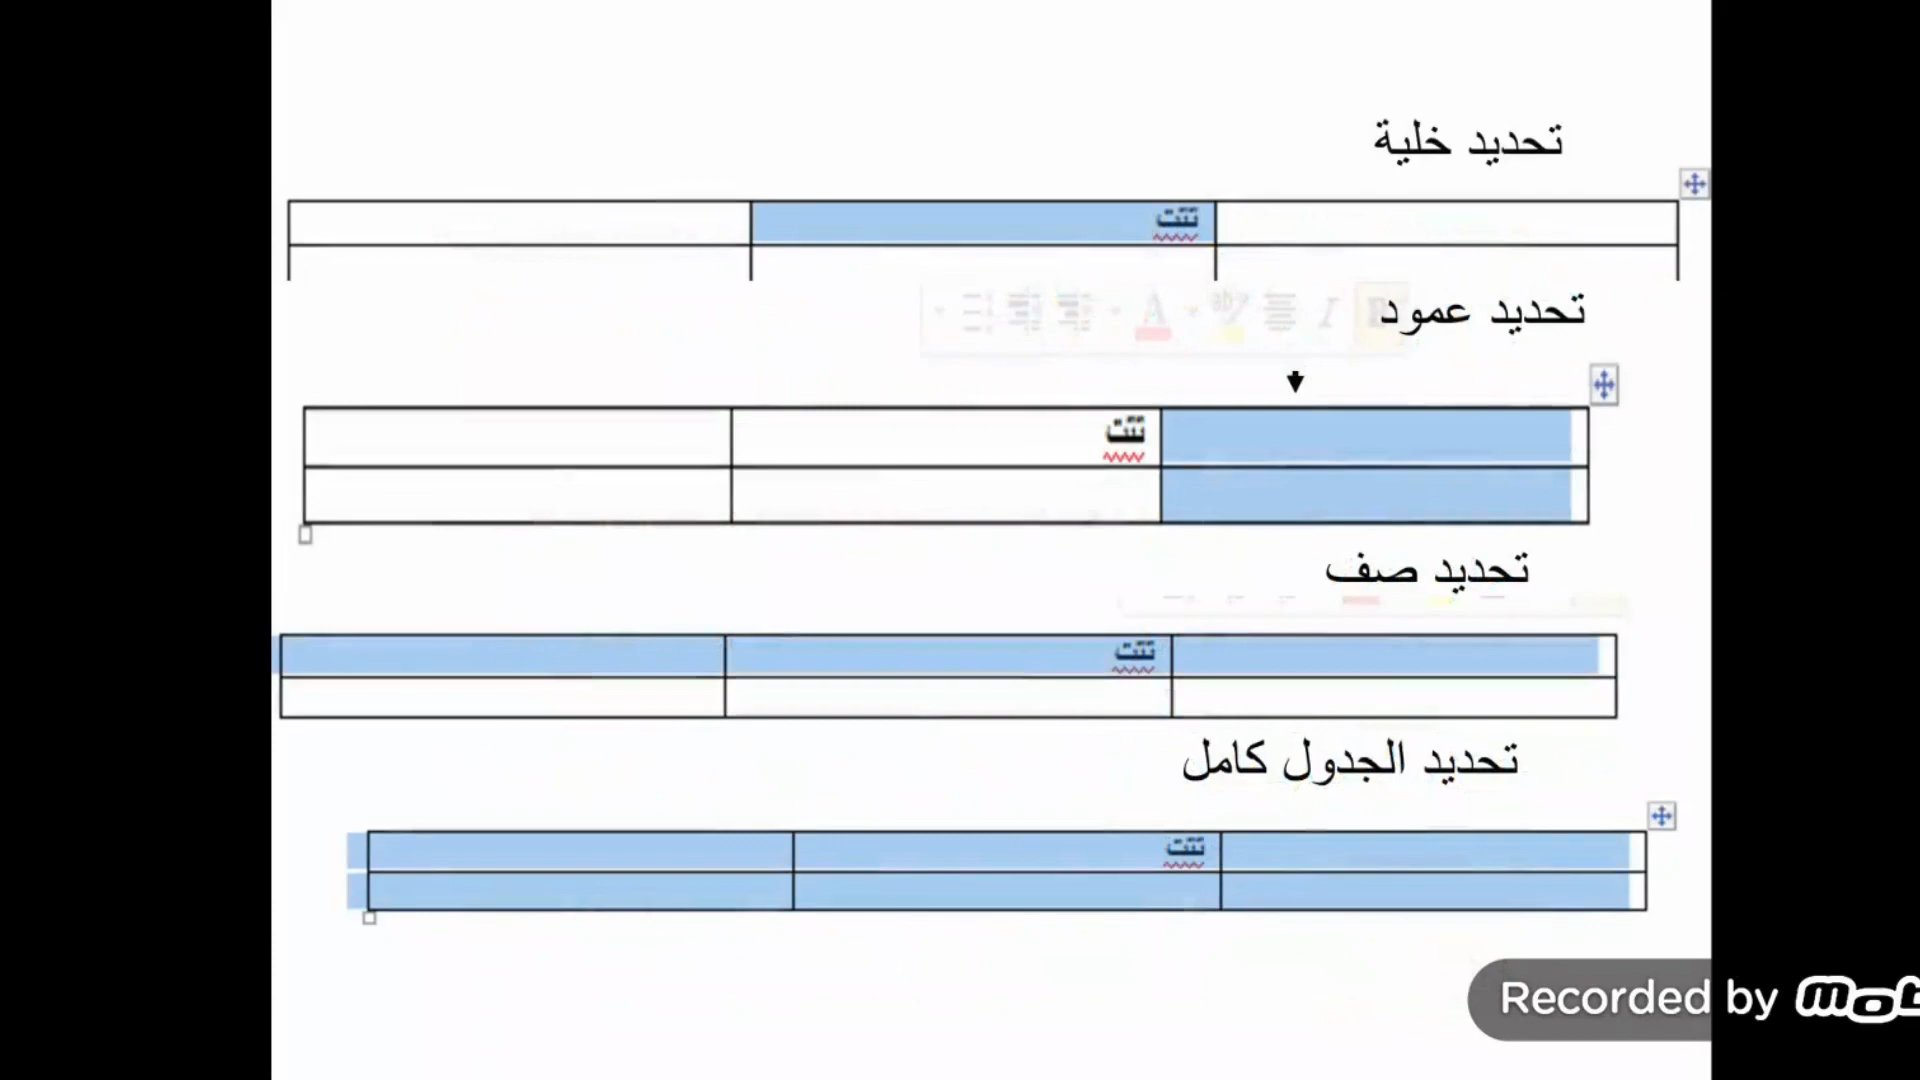 تحديد خلية
تتت
تحديد عمود
تتت
تحديد صف
تتت
تحديد الجدول كامل
تتت
Recorded by